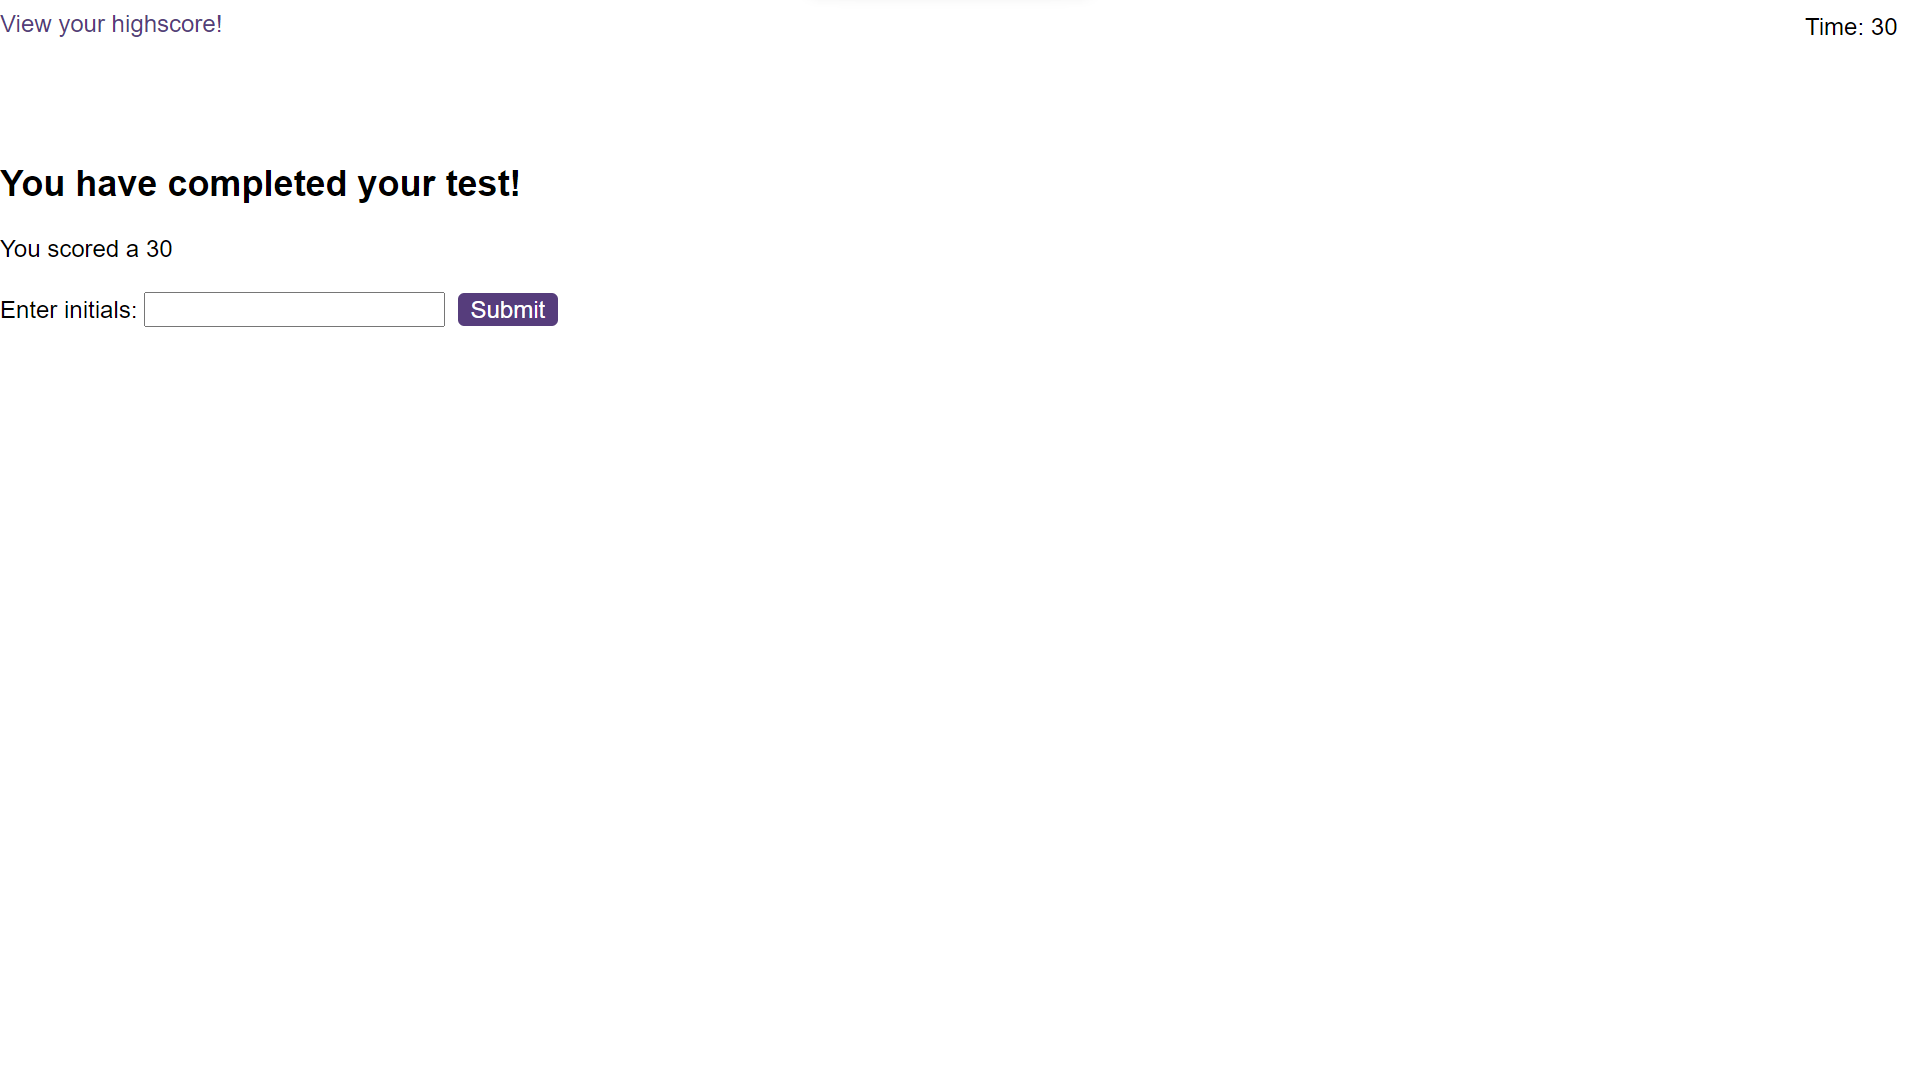 View your highscore!
Time: 30
You have completed your test!
You scored a 30
Enter initials:
Submit